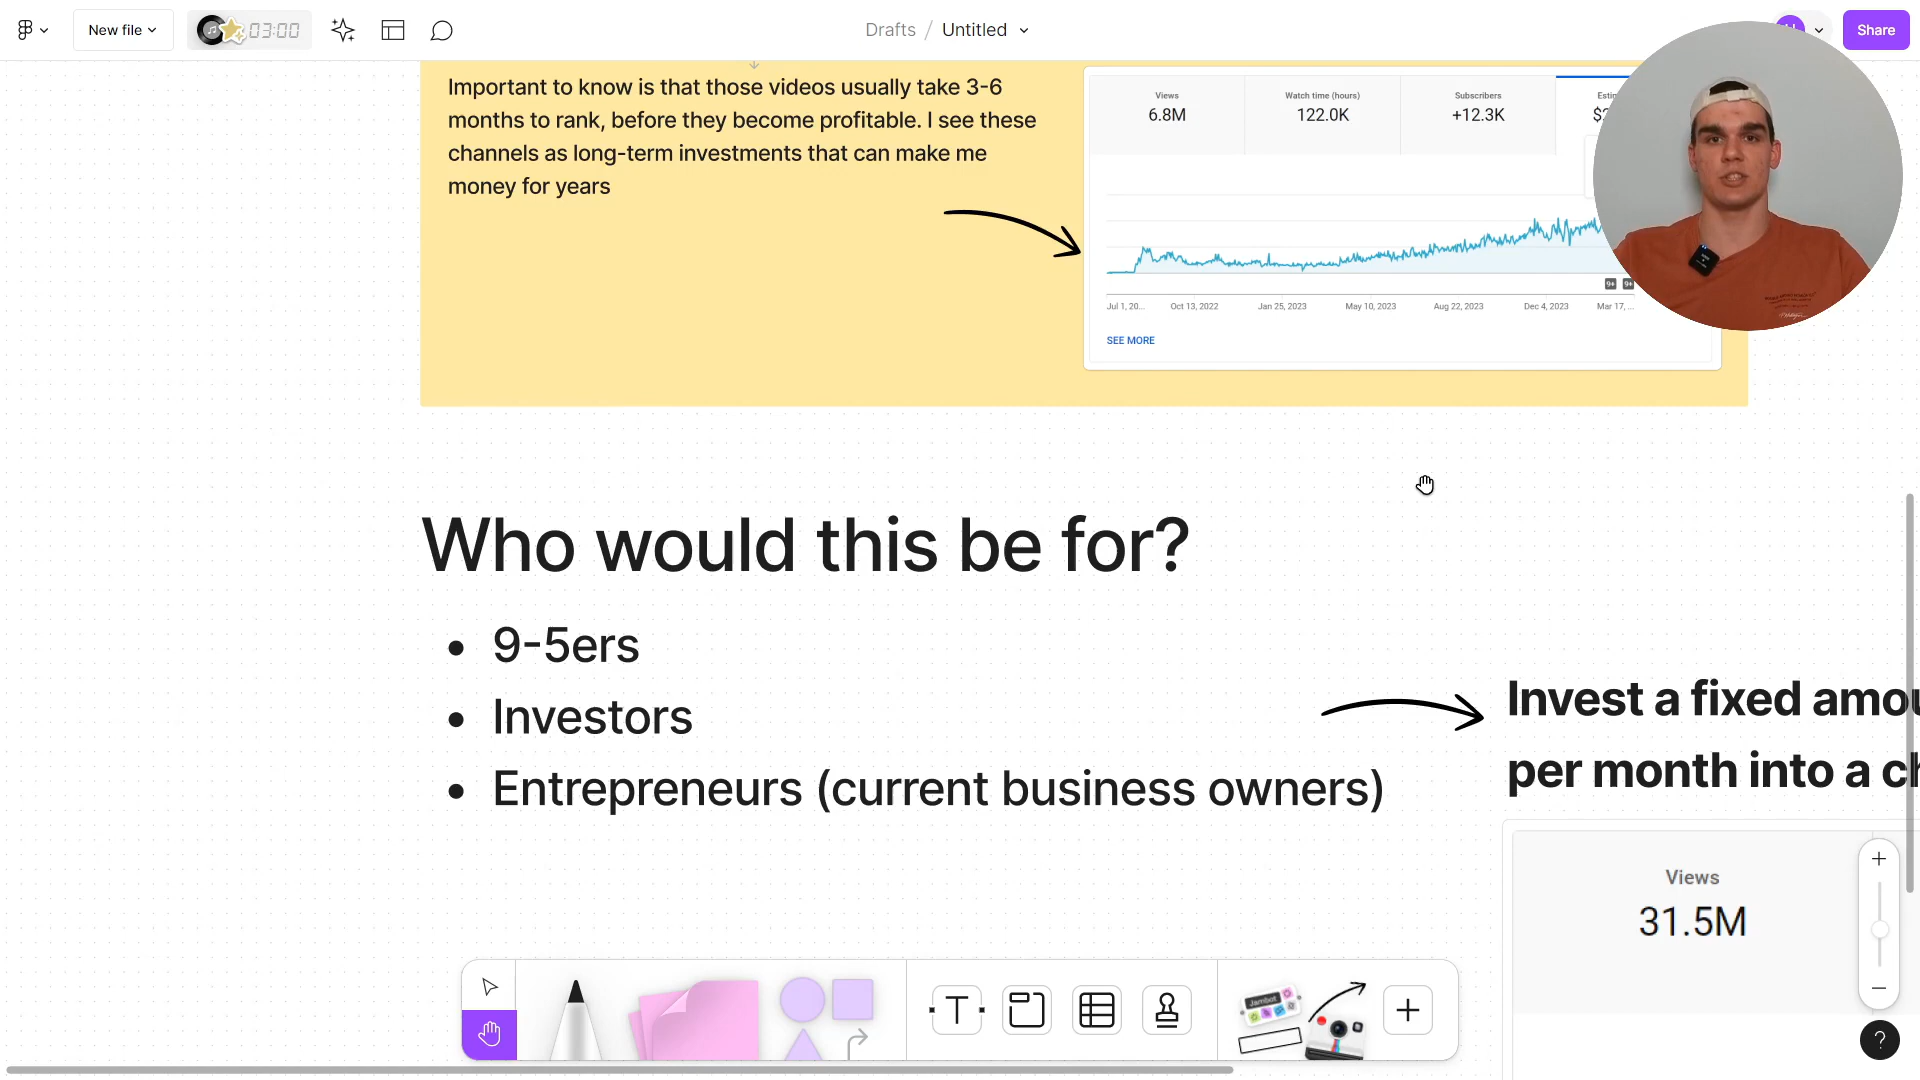 New file
03:00
Drafts / Untitled
Share
Important to know is that those videos usually take 3-6
months to rank, before they become profitable. I see these
channels as long-term investments that can make me
money for years
Views
6.8M
Watch time (hours)
122.0K
Subscribers
+12.3K
Jul 1, 20...
Oct 13, 2022
Jan 25, 2023
May 10, 2023
Aug 22, 2023
Dec 4, 2023
Mar 17, ...
9+
9+
SEE MORE
Who would this be for?
• 9-5ers
• Investors
• Entrepreneurs (current business owners)
Invest a fixed
per month into a
Views
31.5M
T
Jambot
?